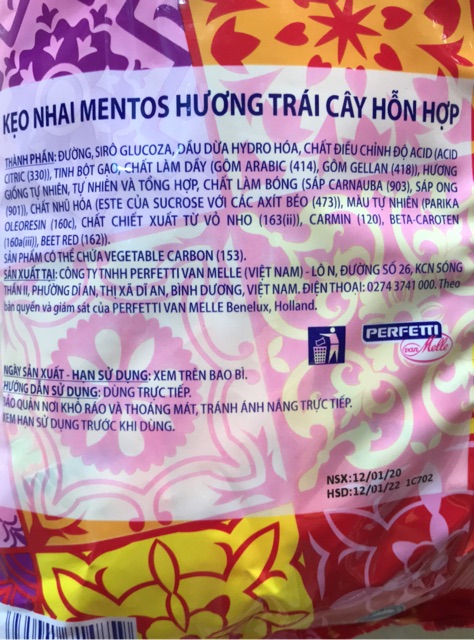 KẸO NHAI MENTOS HƯƠNG TRÁI CÂY HỖN HỢP
THÀNH PHẦN: ĐƯỜNG, SIRÔ GLUCOZA, DẦU DỪA HYDRO HÓA, CHẤT ĐIỀU CHỈNH ĐỘ ACID (ACID
CITRIC (330)), TINH BỘT GẠO, CHẤT LÀM DẦY (GÔM ARABIC (414), GÔM GELLAN (418)), HƯƠNG
GIỐNG TỰ NHIÊN, TỰ NHIÊN VÀ TỔNG HỢP, CHẤT LÀM BÓNG (SÁP CARNAUBA (903), SÁP ONG
(901)), CHẤT NHŨ HÓA (ESTE CỦA SUCROSE VỚI CÁC AXÍT BÉO (473)), MÀU TỰ NHIÊN (PARIKA
OLEORESIN (160c), CHẤT CHIẾT XUẤT TỪ VỎ NHO (163(ii)), CARMIN (120), BETA-CAROTEN
(160a(iii)), BEET RED (162)).
SẢN PHẨM CÓ THỂ CHỨA VEGETABLE CARBON (153).
SẢN XUẤT TẠI: CÔNG TY TNHH PERFETTI VAN MELLE (VIỆT NAM) - LÔ N, ĐƯỜNG SỐ 26, KCN SÓNG
THẦN II, PHƯỜNG DĨ AN, THỊ XÃ DĨ AN, BÌNH DƯƠNG, VIỆT NAM. ĐIỆN THOẠI: 0274 3741 000. Theo
bản quyền và giám sát của PERFETTI VAN MELLE Benelux, Holland.
PERFETTI
van Melle
NGÀY SẢN XUẤT - HẠN SỬ DỤNG: XEM TRÊN BAO BÌ.
HƯỚNG DẪN SỬ DỤNG: DÙNG TRỰC TIẾP.
BẢO QUẢN NƠI KHÔ RÁO VÀ THOÁNG MÁT, TRÁNH ÁNH NẮNG TRỰC TIẾP.
XEM HẠN SỬ DỤNG TRƯỚC KHI DÙNG.
NSX:12/01/20
HSD:12/01/22 1C702